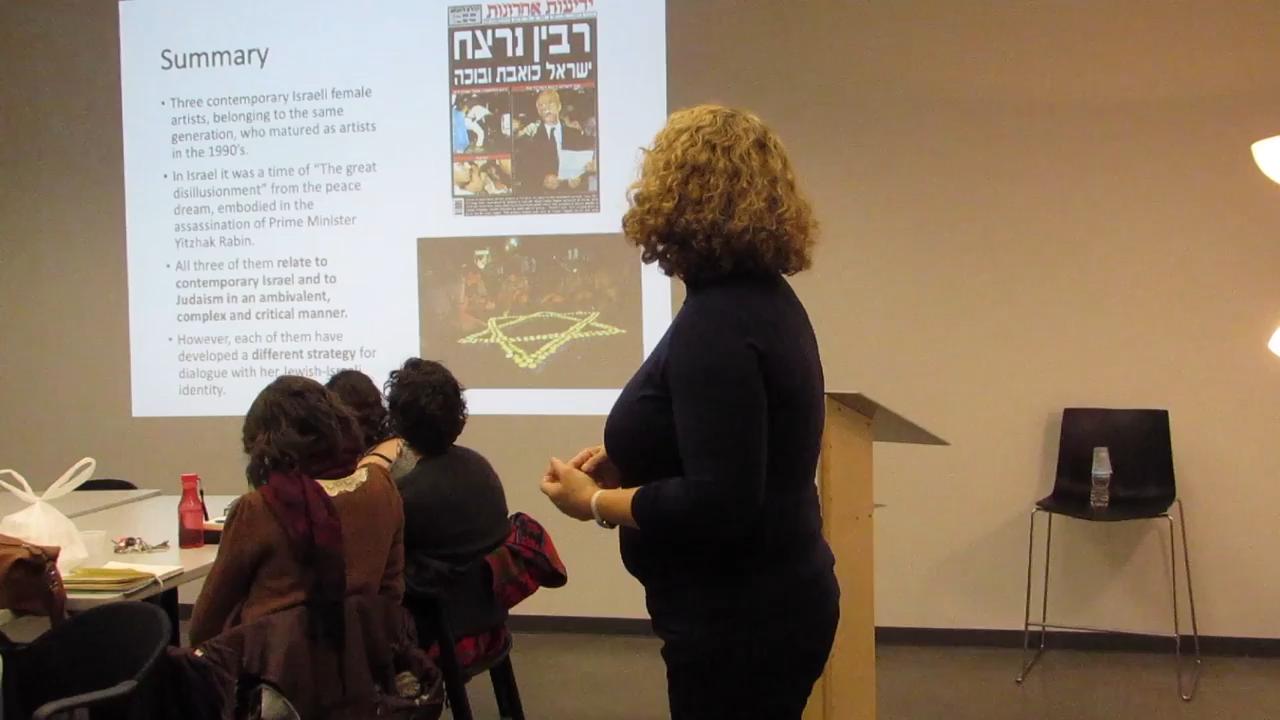 Summary
• Three contemporary Israeli female
artists, belonging to the same
generation, who matured as artists
in the 1990's.
• In Israel it was a time of "The great
disillusionment" from the peace
dream, embodied in the
assassination of Prime Minister
Yitzhak Rabin.
• All three of them relate to
contemporary Israel and to
Judaism in an ambivalent,
complex and critical manner.
• However, each of them have
developed a different strategy for
dialogue with her Jewish-Israeli
identity.
ידיעות אחרונות
רבין נרצח
ישראל כואבת ובוכה